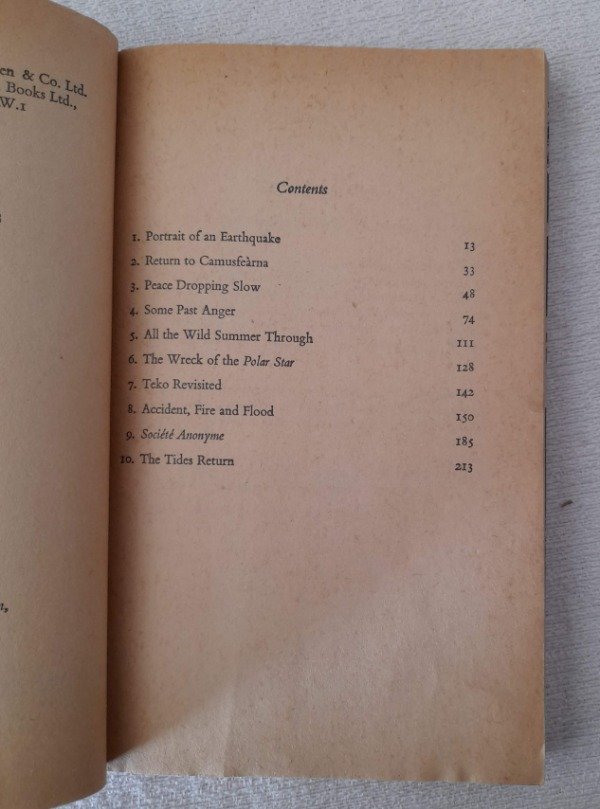 en & Co. Ltd.
Books Ltd.,
W.1
Contents
1. Portrait of an Earthquake 13
2. Return to Camusfeàrna 33
3. Peace Dropping Slow 48
4. Some Past Anger 74
5. All the Wild Summer Through 111
6. The Wreck of the Polar Star 128
7. Teko Revisited 142
8. Accident, Fire and Flood 150
9. Société Anonyme 185
10. The Tides Return 213